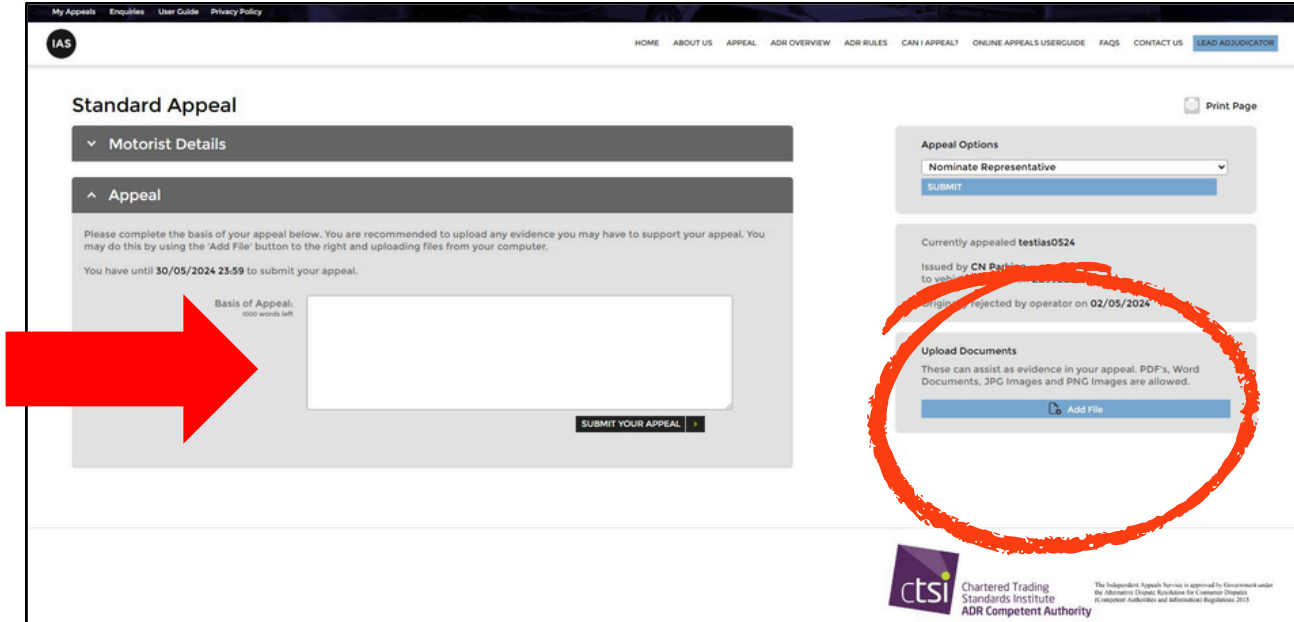 My Appeals Enquiries User Guide Privacy Policy
IAS
HOME ABOUT US APPEAL ADR OVERVIEW ADR RULES CAN I APPEAL? ONLINE APPEALS USERGUIDE FAQS CONTACT US LEAD ADJUDICATOR
Standard Appeal
Print Page
Motorist Details
Appeal
Please complete the basis of your appeal below. You are recommended to upload any evidence you may have to support your appeal. You
may do this by using the 'Add File' button to the right and uploading files from your computer.
You have until 30/05/2024 23:59 to submit your appeal.
Basis of Appeal:
1000 words left
SUBMIT YOUR APPEAL
Appeal Options
Nominate Representative
SUBMIT
Currently appealed testias0524
Issued by CN Parking
to
Originally rejected by operator on 02/05/2024
Upload Documents
These can assist as evidence in your appeal. PDF's, Word
Documents, JPG Images and PNG Images are allowed.
Add File
ctsi
Chartered Trading
Standards Institute
ADR Competent Authority
The Independent Appeals Service is approved by Government under
the Alternative Dispute Resolution for Consumer Disputes
(Competent Authorities and Information) Regulations 2015